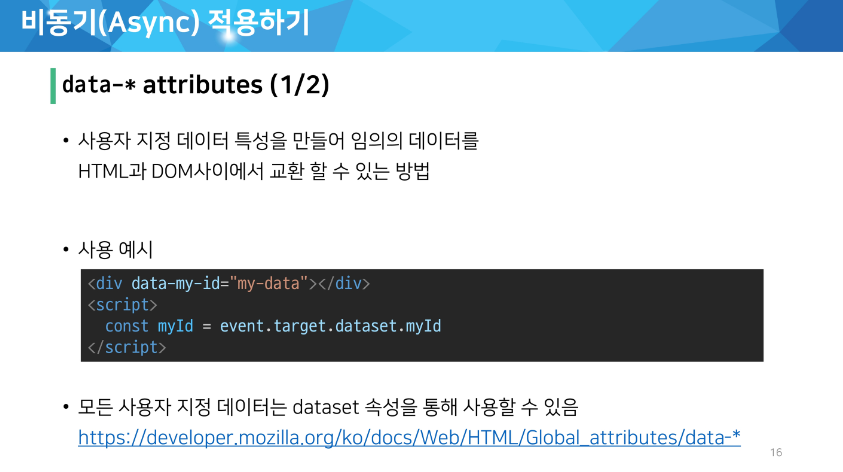 비동기(Async) 적용하기
data-* attributes (1/2)
• 사용자 지정 데이터 특성을 만들어 임의의 데이터를
HTML과 DOM사이에서 교환 할 수 있는 방법
• 사용 예시
<div data-my-id="my-data"></div>
<script>
  const myId = event.target.dataset.myId
</script>
• 모든 사용자 지정 데이터는 dataset 속성을 통해 사용할 수 있음
https://developer.mozilla.org/ko/docs/Web/HTML/Global_attributes/data-*
16